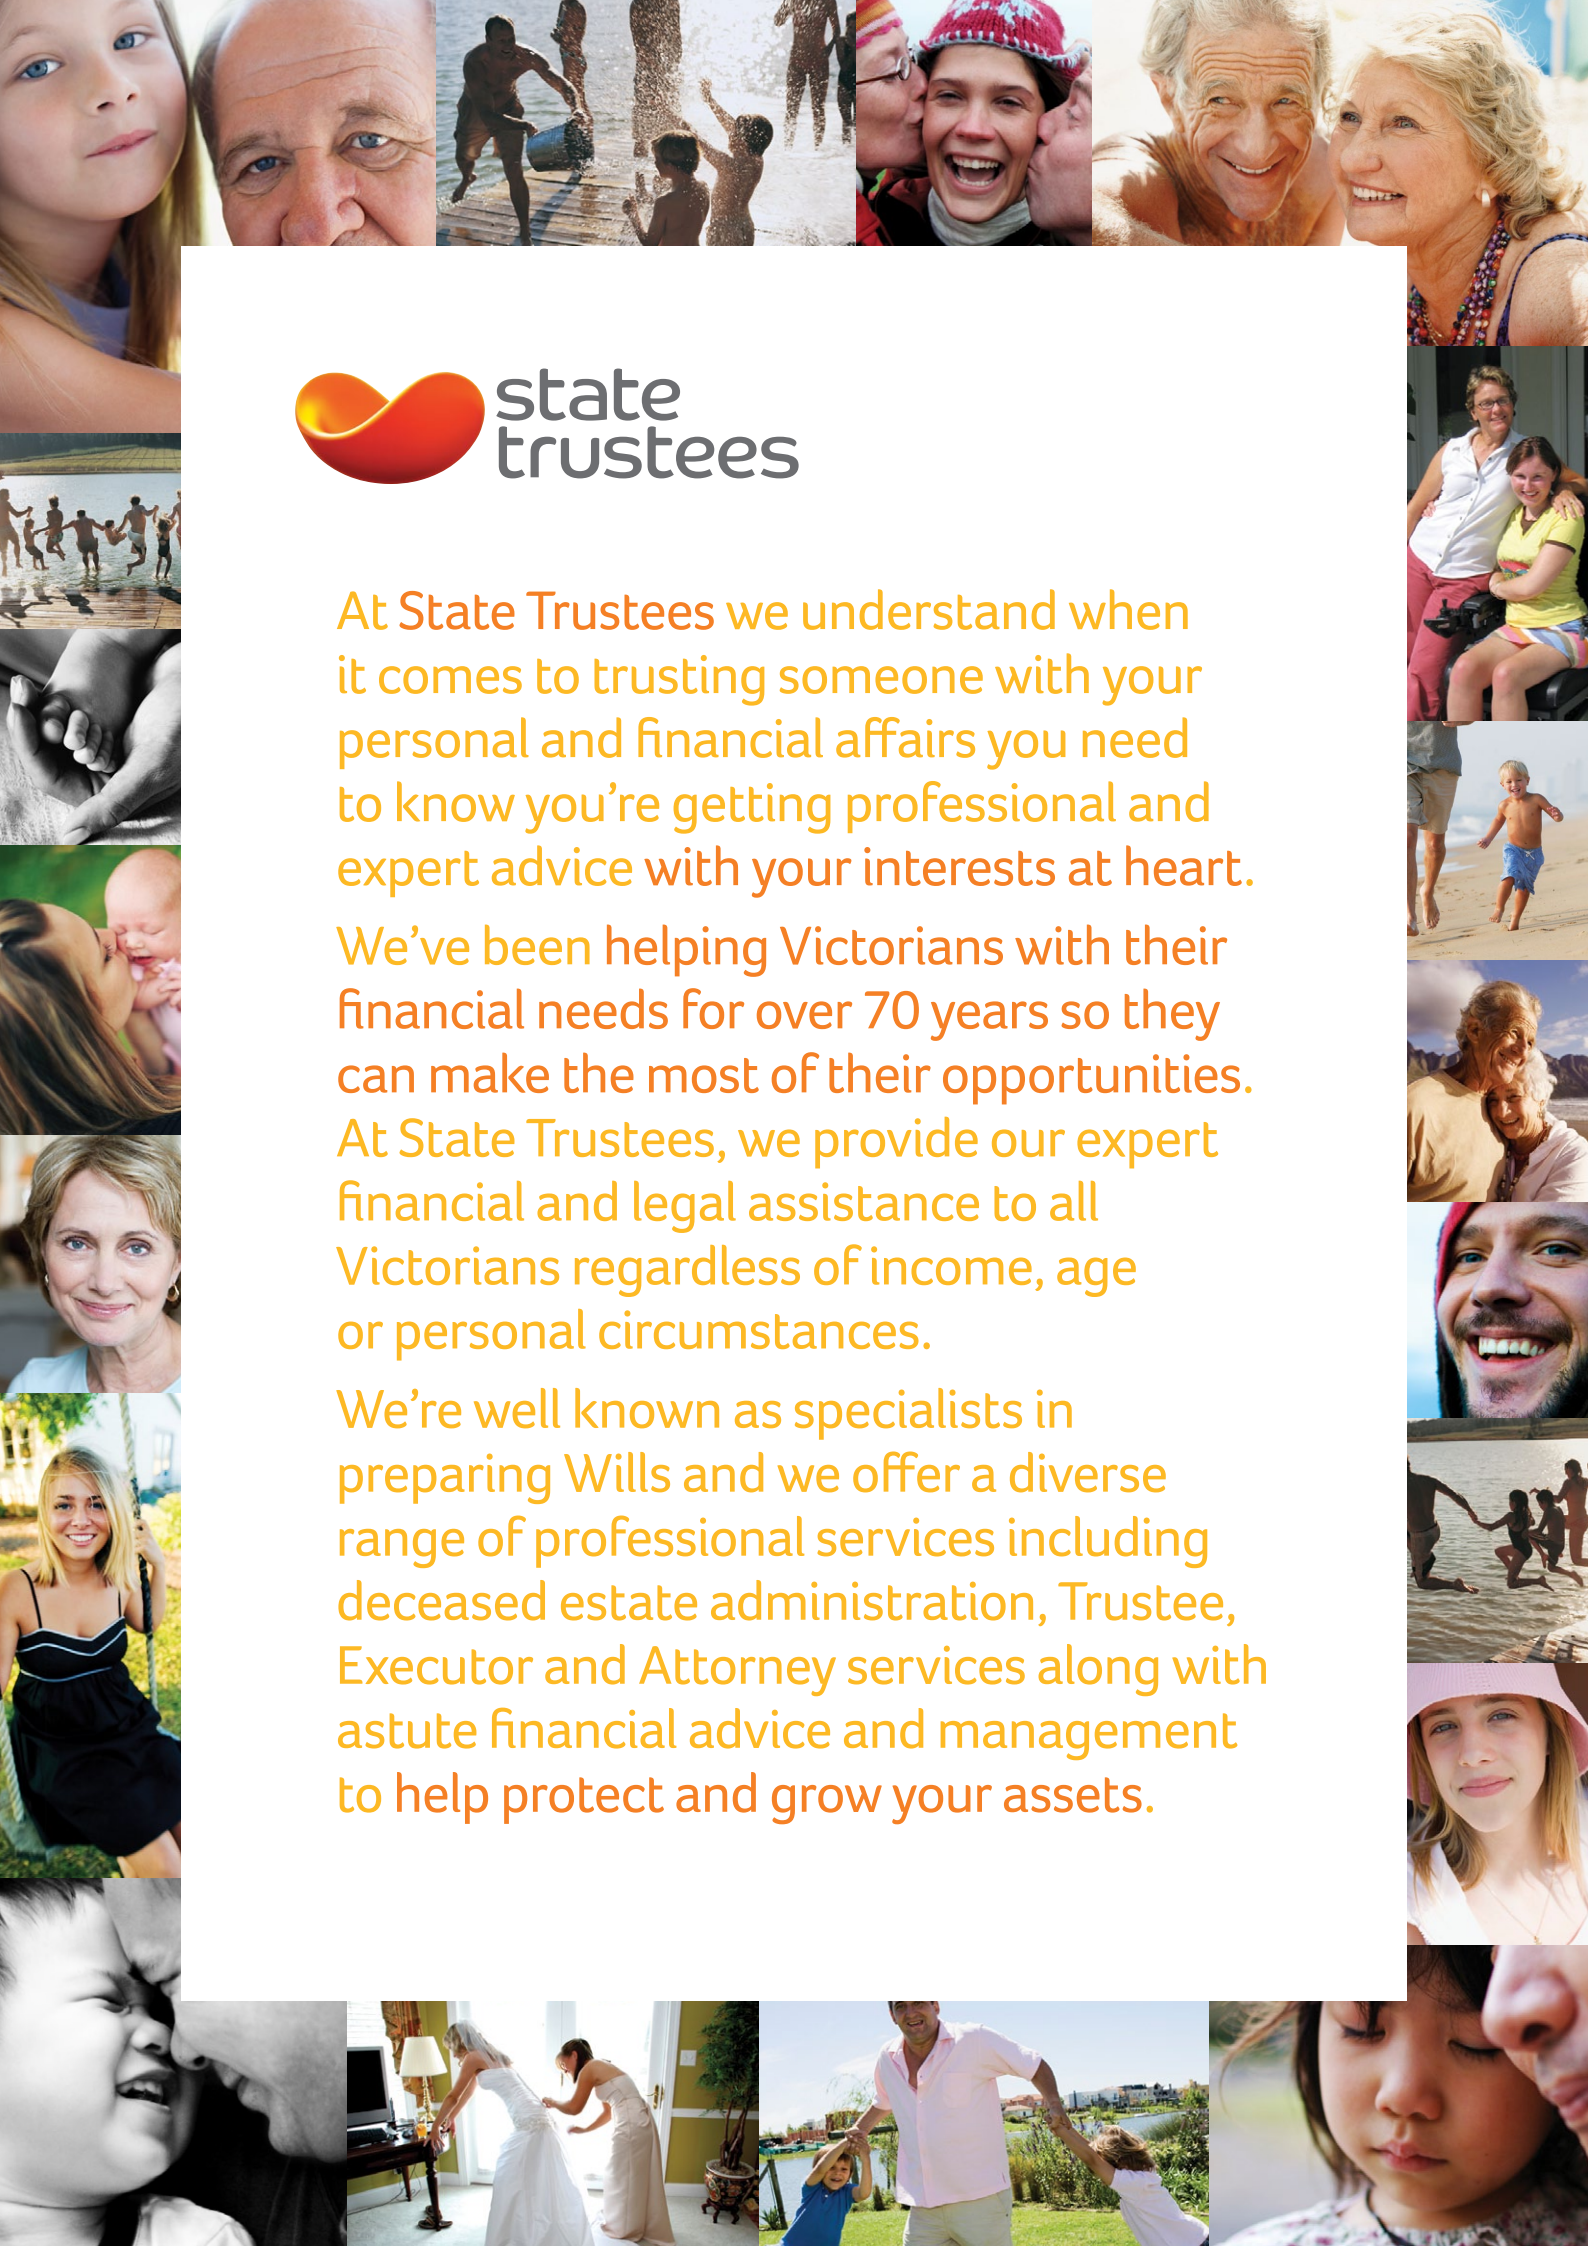 state
trustees
At State Trustees we understand when
it comes to trusting someone with your
personal and financial affairs you need
to know you’re getting professional and
expert advice with your interests at heart.
We’ve been helping Victorians with their
financial needs for over 70 years so they
can make the most of their opportunities.
At State Trustees, we provide our expert
financial and legal assistance to all
Victorians regardless of income, age
or personal circumstances.
We’re well known as specialists in
preparing Wills and we offer a diverse
range of professional services including
deceased estate administration, Trustee,
Executor and Attorney services along with
astute financial advice and management
to help protect and grow your assets.